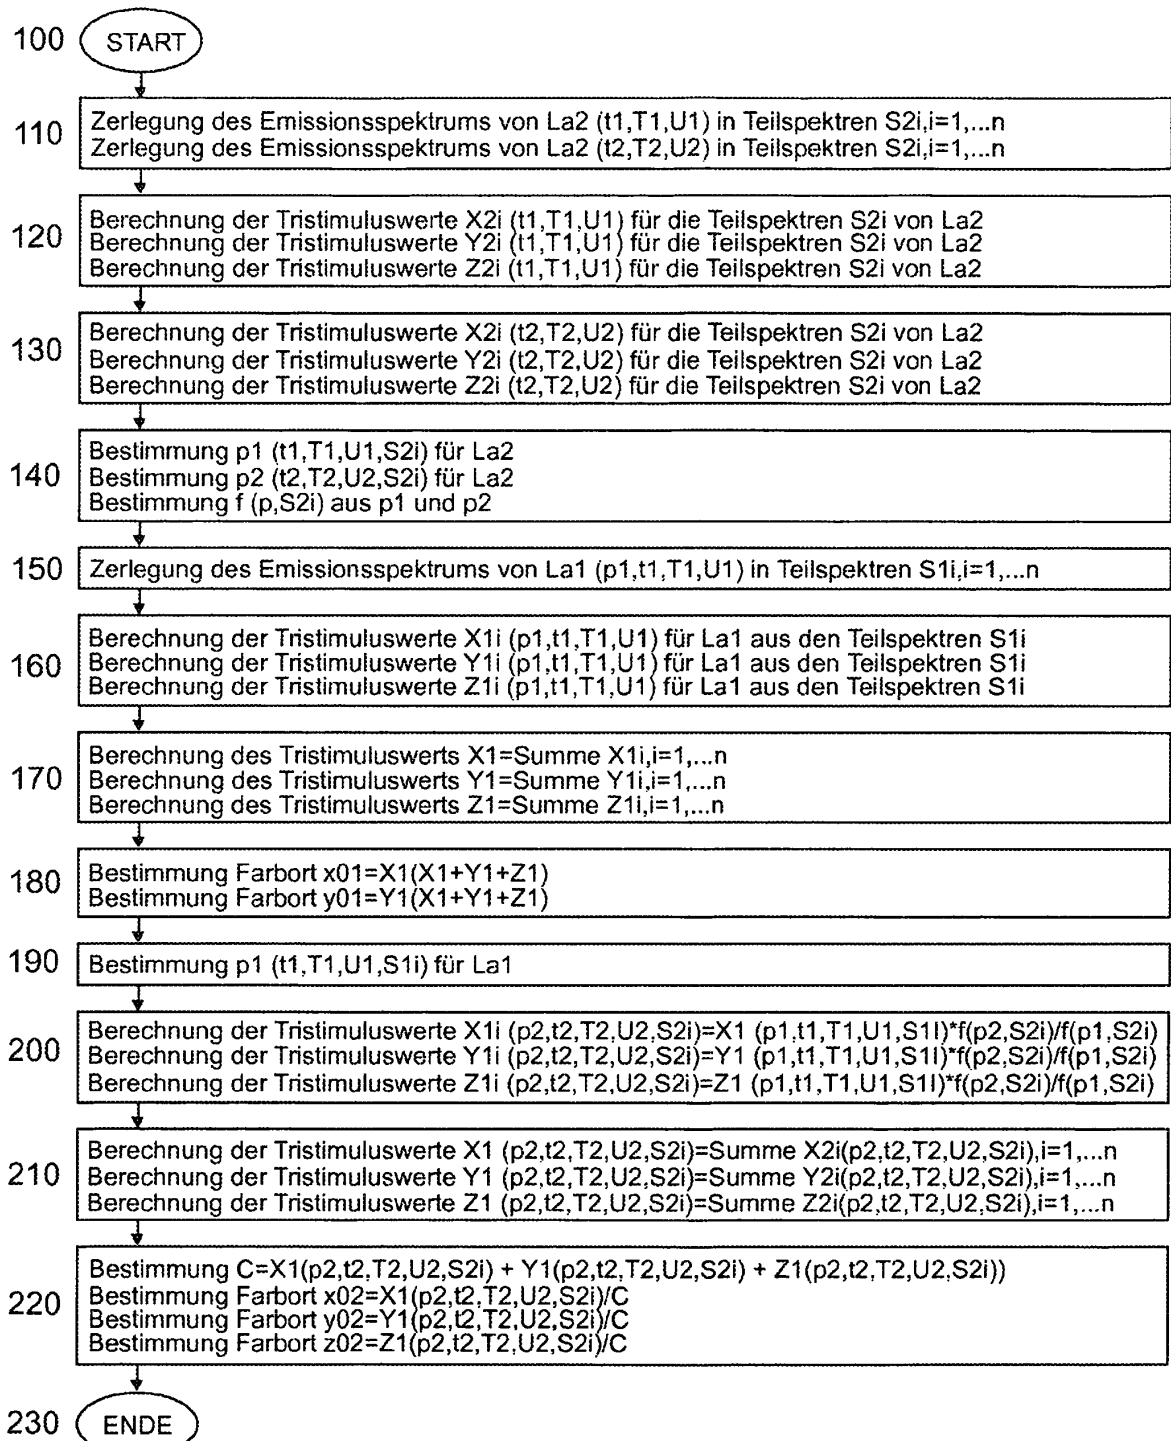 100 START
110 Zerlegung des Emissionsspektrums von La2 (t1,T1,U1) in Teilspektren S2i,i=1,...n
Zerlegung des Emissionsspektrums von La2 (t2,T2,U2) in Teilspektren S2i,i=1,...n
120 Berechnung der Tristimuluswerte X2i (t1,T1,U1) für die Teilspektren S2i von La2
Berechnung der Tristimuluswerte Y2i (t1,T1,U1) für die Teilspektren S2i von La2
Berechnung der Tristimuluswerte Z2i (t1,T1,U1) für die Teilspektren S2i von La2
130 Berechnung der Tristimuluswerte X2i (t2,T2,U2) für die Teilspektren S2i von La2
Berechnung der Tristimuluswerte Y2i (t2,T2,U2) für die Teilspektren S2i von La2
Berechnung der Tristimuluswerte Z2i (t2,T2,U2) für die Teilspektren S2i von La2
140 Bestimmung p1 (t1,T1,U1,S2i) für La2
Bestimmung p2 (t2,T2,U2,S2i) für La2
Bestimmung f (p,S2i) aus p1 und p2
150 Zerlegung des Emissionsspektrums von La1 (p1,t1,T1,U1) in Teilspektren S1i,i=1,...n
160 Berechnung der Tristimuluswerte X1i (p1,t1,T1,U1) für La1 aus den Teilspektren S1i
Berechnung der Tristimuluswerte Y1i (p1,t1,T1,U1) für La1 aus den Teilspektren S1i
Berechnung der Tristimuluswerte Z1i (p1,t1,T1,U1) für La1 aus den Teilspektren S1i
170 Berechnung des Tristimuluswerts X1=Summe X1i,i=1,...n
Berechnung des Tristimuluswerts Y1=Summe Y1i,i=1,...n
Berechnung des Tristimuluswerts Z1=Summe Z1i,i=1,...n
180 Bestimmung Farbort x01=X1(X1+Y1+Z1)
Bestimmung Farbort y01=Y1(X1+Y1+Z1)
190 Bestimmung p1 (t1,T1,U1,S1i) für La1
200 Berechnung der Tristimuluswerte X1i (p2,t2,T2,U2,S2i)=X1 (p1,t1,T1,U1,S1I)*f(p2,S2i)/f(p1,S2i)
Berechnung der Tristimuluswerte Y1i (p2,t2,T2,U2,S2i)=Y1 (p1,t1,T1,U1,S1I)*f(p2,S2i)/f(p1,S2i)
Berechnung der Tristimuluswerte Z1i (p2,t2,T2,U2,S2i)=Z1 (p1,t1,T1,U1,S1I)*f(p2,S2i)/f(p1,S2i)
210 Berechnung der Tristimuluswerte X1 (p2,t2,T2,U2,S2i)=Summe X2i(p2,t2,T2,U2,S2i),i=1,...n
Berechnung der Tristimuluswerte Y1 (p2,t2,T2,U2,S2i)=Summe Y2i(p2,t2,T2,U2,S2i),i=1,...n
Berechnung der Tristimuluswerte Z1 (p2,t2,T2,U2,S2i)=Summe Z2i(p2,t2,T2,U2,S2i),i=1,...n
220 Bestimmung C=X1(p2,t2,T2,U2,S2i) + Y1(p2,t2,T2,U2,S2i) + Z1(p2,t2,T2,U2,S2i))
Bestimmung Farbort x02=X1(p2,t2,T2,U2,S2i)/C
Bestimmung Farbort y02=Y1(p2,t2,T2,U2,S2i)/C
Bestimmung Farbort z02=Z1(p2,t2,T2,U2,S2i)/C
230 ENDE